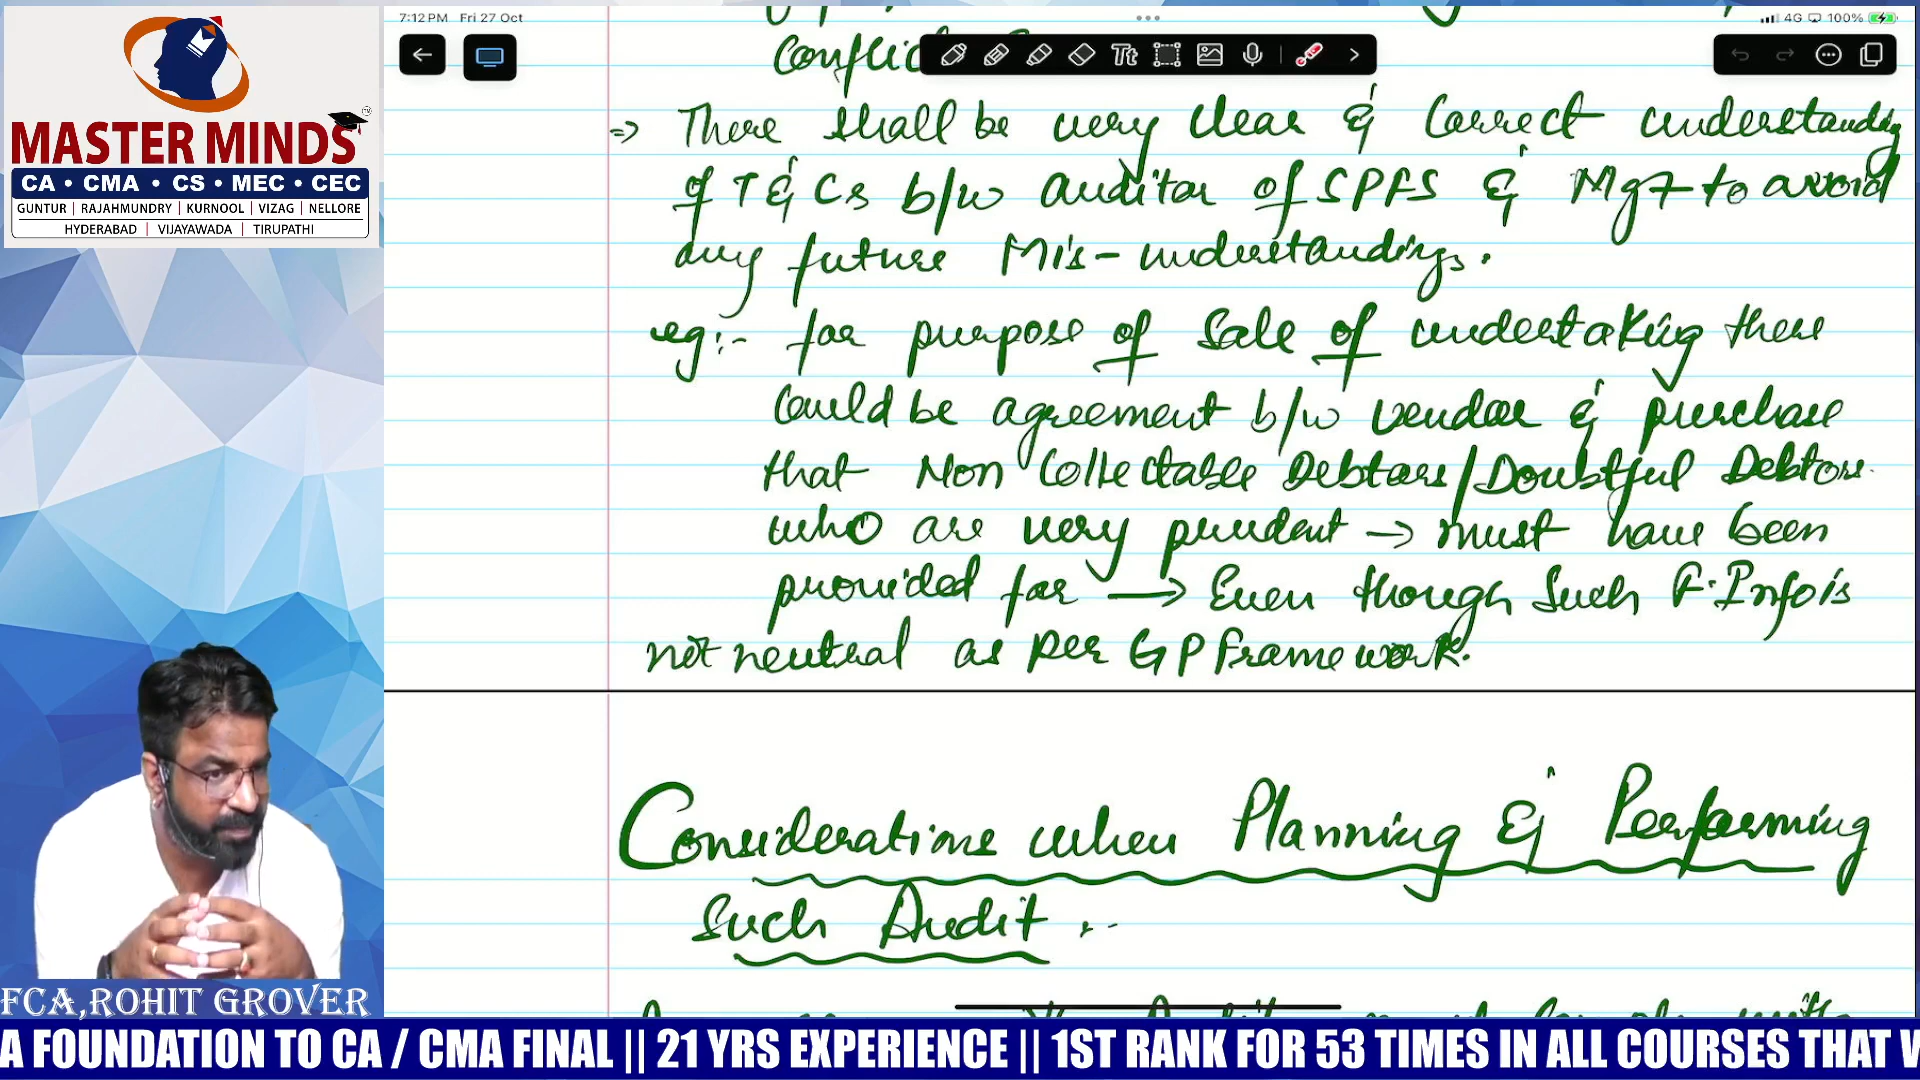 7:12 PM Fri 27 Oct
4G 100%
Tt
MASTER MINDS
CA • CMA • CS • MEC • CEC
GUNTUR | RAJAHMUNDRY | KURNOOL | VIZAG | NELLORE
HYDERABAD | VIJAYAWADA | TIRUPATHI
=> There shall be very clear & Correct understanding
of T & Cs b/w auditor of SPFS & Mgt to avoid
any future Mis-understandings.
eg:- for purpose of Sale of undertaking there
Could be agreement b/w vendor & purchase
that Non Collectable Debtors/Doubtful Debtors
who are very prudent → must have been
provided for → Even though Such F.Info is
not neutral as per GP Framework.
Considerations when Planning & Performing
Such Audit :-
FCA,ROHIT GROVER
A FOUNDATION TO CA / CMA FINAL || 21 YRS EXPERIENCE || 1ST RANK FOR 53 TIMES IN ALL COURSES THAT